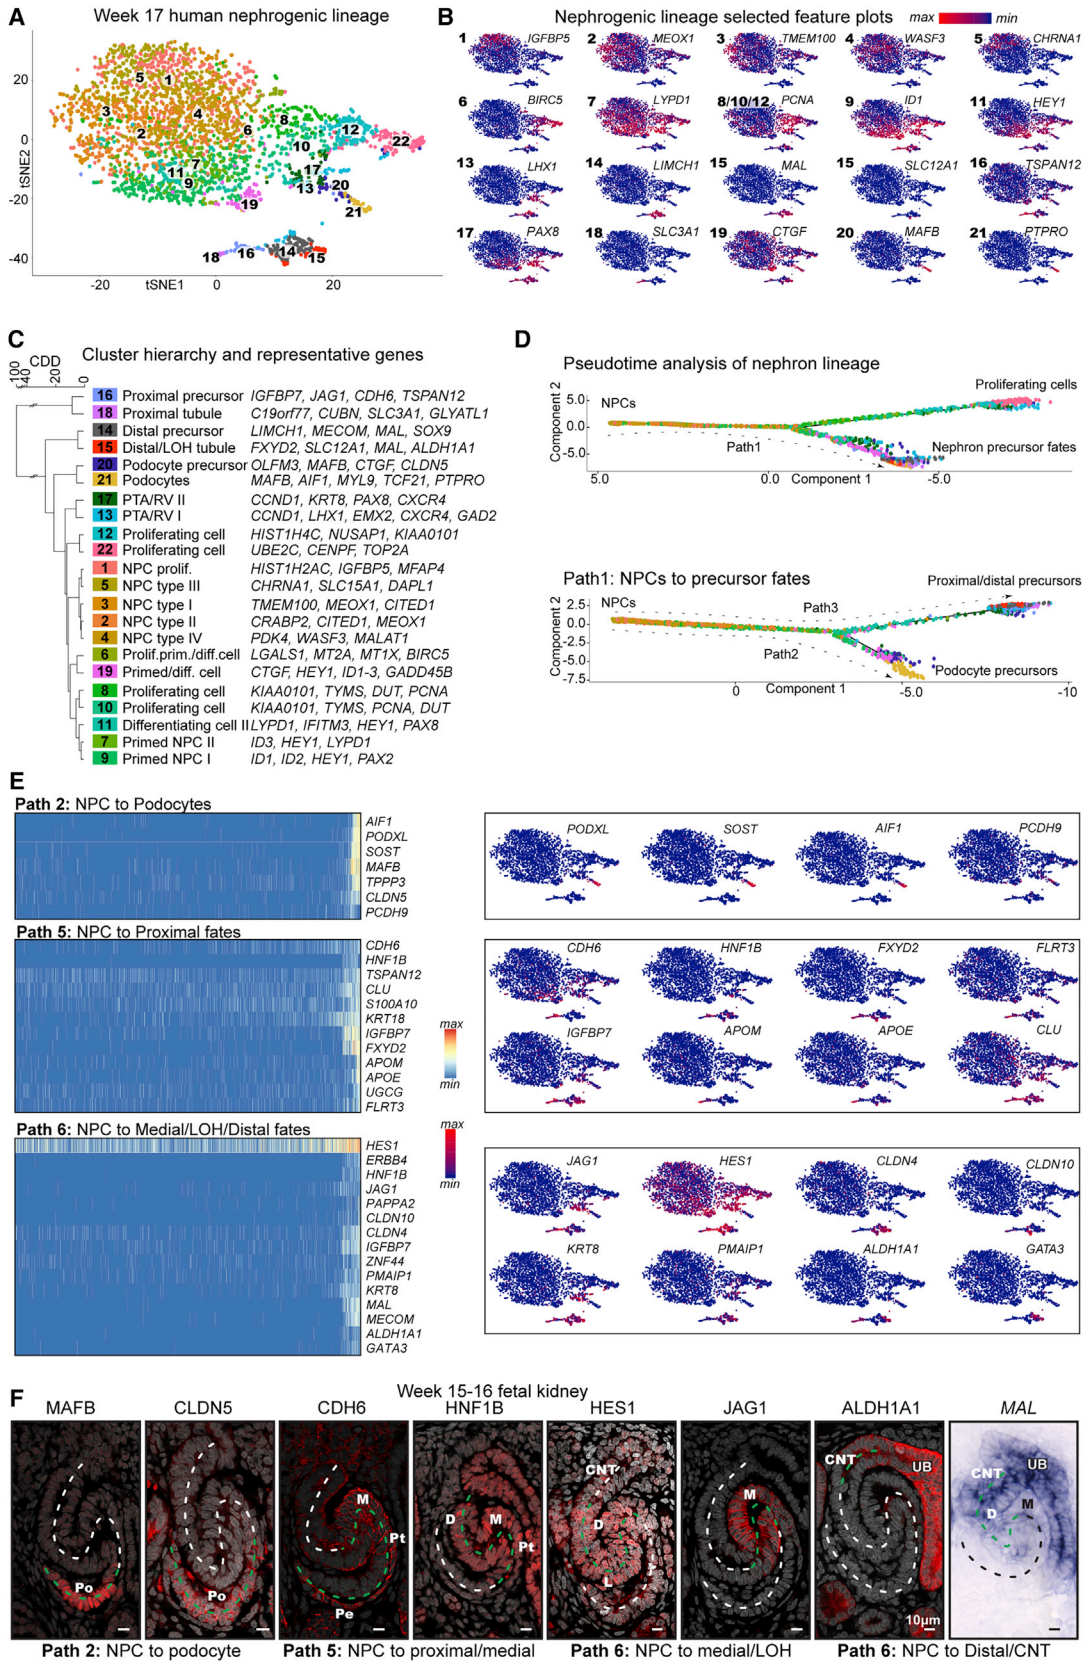 A
Week 17 human nephrogenic lineage
tSNE2
20
0
-20
-40
-20
0
20
tSNE1
5
1
3
4
2
6
8
12
22
10
7
11
9
17
13
20
19
21
18
16
14
15
B
Nephrogenic lineage selected feature plots
max
min
1 IGFBP5
2 MEOX1
3 TMEM100
4 WASF3
5 CHRNA1
6 BIRC5
7 LYPD1
8/10/12 PCNA
9 ID1
11 HEY1
13 LHX1
14 LIMCH1
15 MAL
15 SLC12A1
16 TSPAN12
17 PAX8
18 SLC3A1
19 CTGF
20 MAFB
21 PTPRO
C
Cluster hierarchy and representative genes
CDD
100
40
20
0
16 Proximal precursor IGFBP7, JAG1, CDH6, TSPAN12
18 Proximal tubule C19orf77, CUBN, SLC3A1, GLYATL1
14 Distal precursor LIMCH1, MECOM, MAL, SOX9
15 Distal/LOH tubule FXYD2, SLC12A1, MAL, ALDH1A1
20 Podocyte precursor OLFM3, MAFB, CTGF, CLDN5
21 Podocytes MAFB, AIF1, MYL9, TCF21, PTPRO
17 PTA/RV II CCND1, KRT8, PAX8, CXCR4
13 PTA/RV I CCND1, LHX1, EMX2, CXCR4, GAD2
12 Proliferating cell HIST1H4C, NUSAP1, KIAA0101
22 Proliferating cell UBE2C, CENPF, TOP2A
1 NPC prolif. HIST1H2AC, IGFBP5, MFAP4
5 NPC type III CHRNA1, SLC15A1, DAPL1
3 NPC type I TMEM100, MEOX1, CITED1
2 NPC type II CRABP2, CITED1, MEOX1
4 NPC type IV PDK4, WASF3, MALAT1
6 Prolif.prim./diff.cell LGALS1, MT2A, MT1X, BIRC5
19 Primed/diff. cell CTGF, HEY1, ID1-3, GADD45B
8 Proliferating cell KIAA0101, TYMS, DUT, PCNA
10 Proliferating cell KIAA0101, TYMS, PCNA, DUT
11 Differentiating cell II LYPD1, IFITM3, HEY1, PAX8
7 Primed NPC II ID3, HEY1, LYPD1
9 Primed NPC I ID1, ID2, HEY1, PAX2
D
Pseudotime analysis of nephron lineage
Component 2
5.0
0.0
-5.0
NPCs
Proliferating cells
Path1
Nephron precursor fates
5.0
0.0
Component 1
-5.0
Path1: NPCs to precursor fates
Component 2
2.5
0.0
-2.5
-5.0
-7.5
NPCs
Proximal/distal precursors
Path3
Path2
Podocyte precursors
0
Component 1
-5.0
-10
E
Path 2: NPC to Podocytes
AIF1
PODXL
SOST
MAFB
TPPP3
CLDN5
PCDH9
PODXL
SOST
AIF1
PCDH9
Path 5: NPC to Proximal fates
CDH6
HNF1B
TSPAN12
CLU
S100A10
KRT18
IGFBP7
FXYD2
APOM
APOE
UGCG
FLRT3
max
min
CDH6
HNF1B
FXYD2
FLRT3
IGFBP7
APOM
APOE
CLU
Path 6: NPC to Medial/LOH/Distal fates
HES1
ERBB4
HNF1B
JAG1
PAPPA2
CLDN10
CLDN4
IGFBP7
ZNF44
PMAIP1
KRT8
MAL
MECOM
ALDH1A1
GATA3
max
min
JAG1
HES1
CLDN4
CLDN10
KRT8
PMAIP1
ALDH1A1
GATA3
F
Week 15-16 fetal kidney
MAFB
CLDN5
CDH6
HNF1B
HES1
JAG1
ALDH1A1
MAL
Po
Po
M
Pt
Pe
D
M
Pt
CNT
D
L
M
CNT
UB
10µm
CNT
UB
M
D
Path 2: NPC to podocyte
Path 5: NPC to proximal/medial
Path 6: NPC to medial/LOH
Path 6: NPC to Distal/CNT